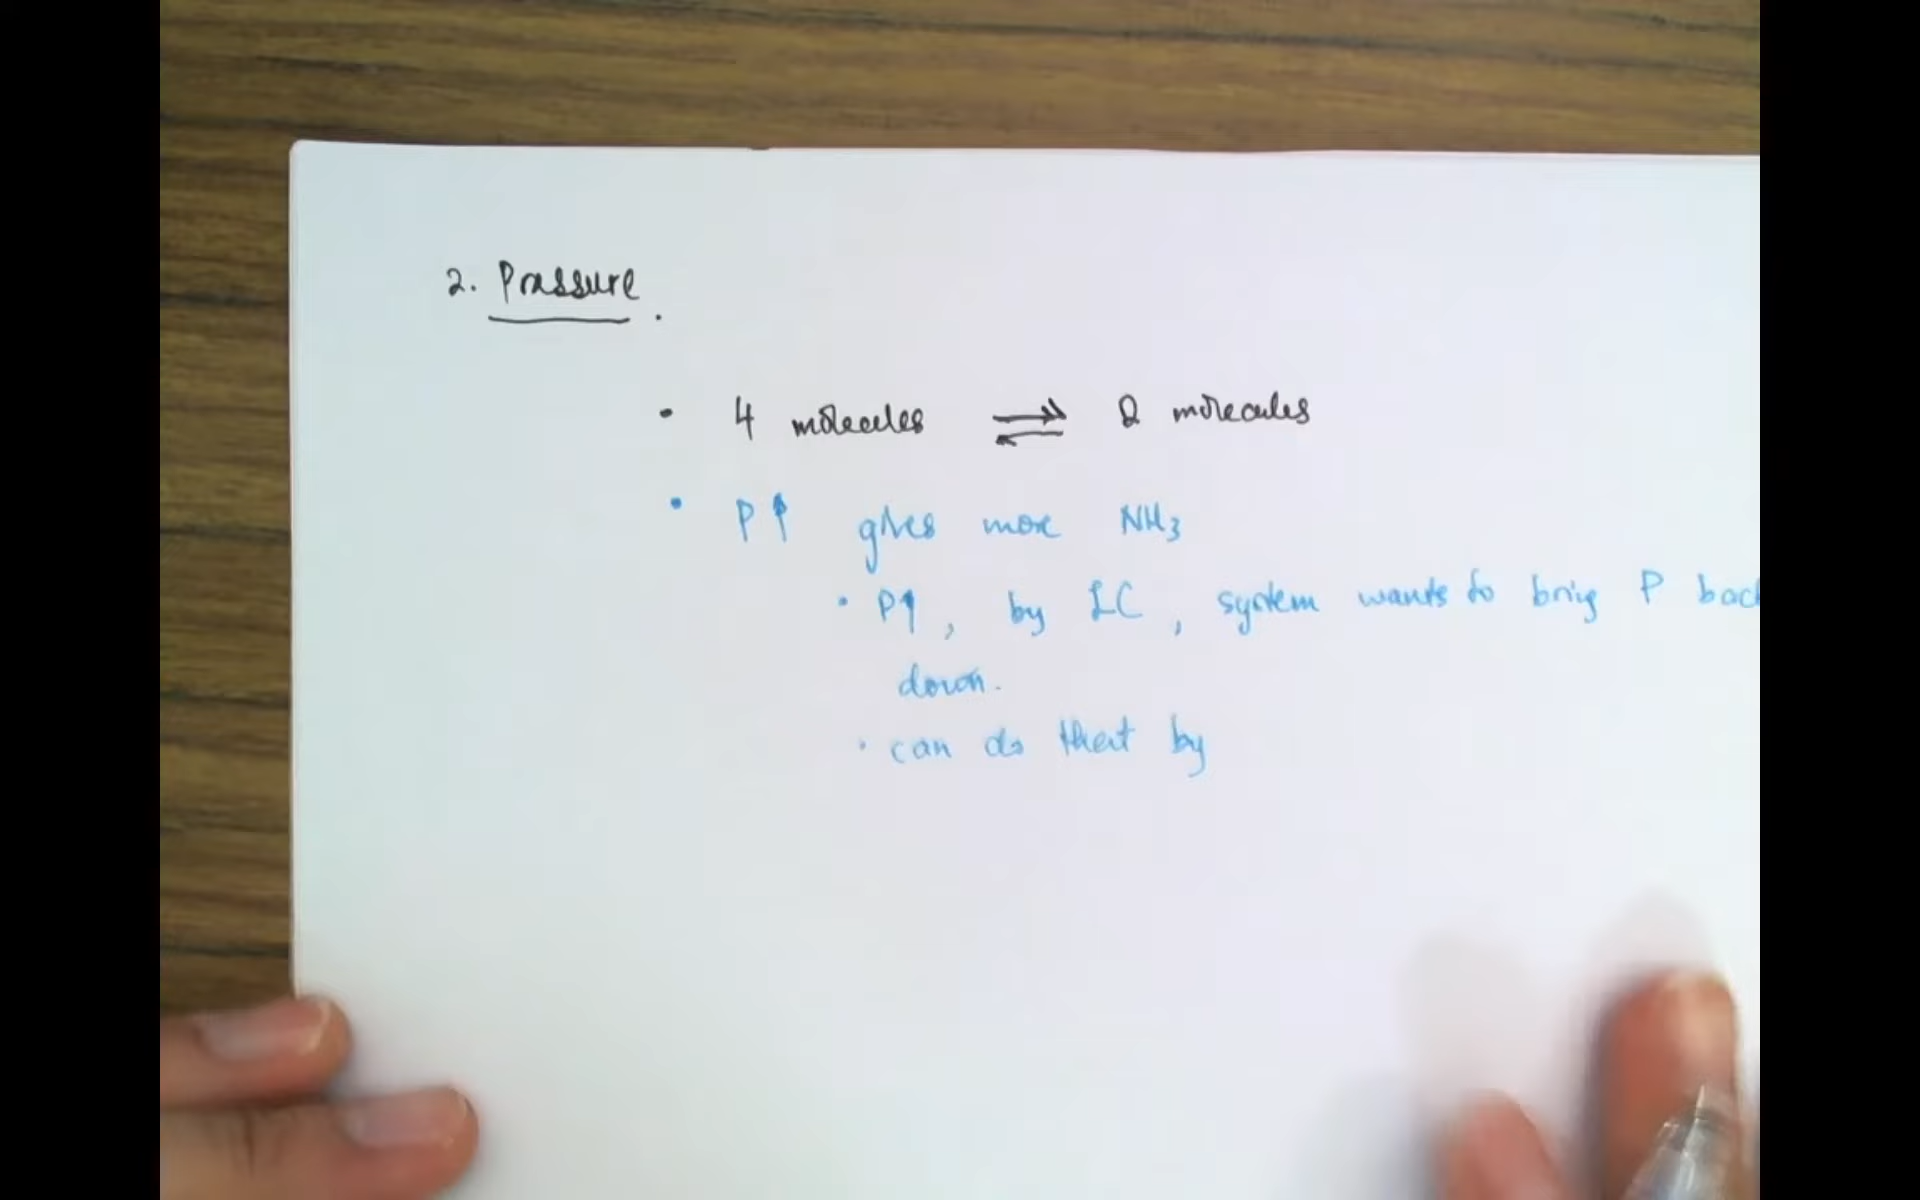 2. Pressure.
• 4 molecules ⇌ 2 molecules
• P↑ gives more NH3
• P↑, by LC, system wants to bring P back
down.
• can do that by